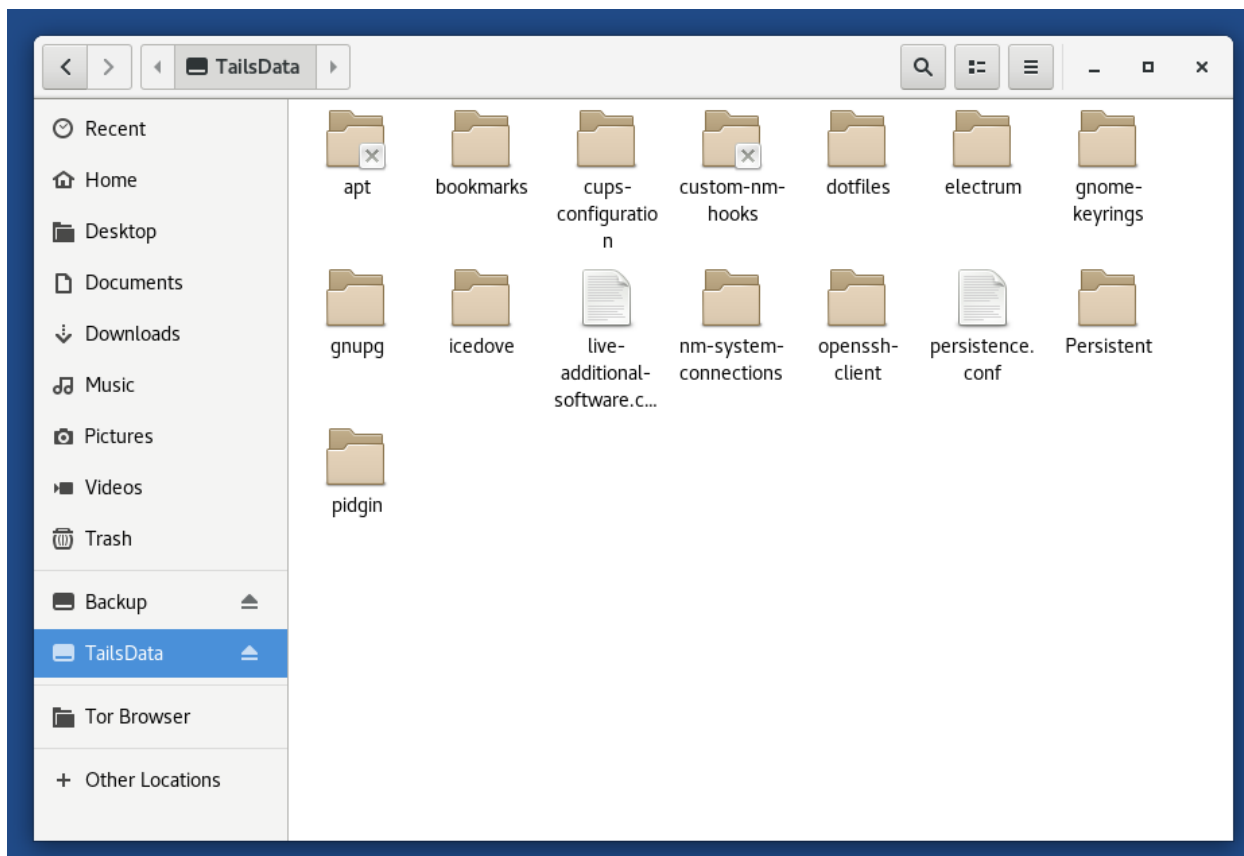 TailsData
Recent
Home
Desktop
Documents
Downloads
Music
Pictures
Videos
Trash
Backup
TailsData
Tor Browser
+ Other Locations
apt
bookmarks
cups-
configuratio
n
custom-nm-
hooks
dotfiles
electrum
gnome-
keyrings
gnupg
icedove
live-
additional-
software.c...
nm-system-
connections
openssh-
client
persistence.
conf
Persistent
pidgin